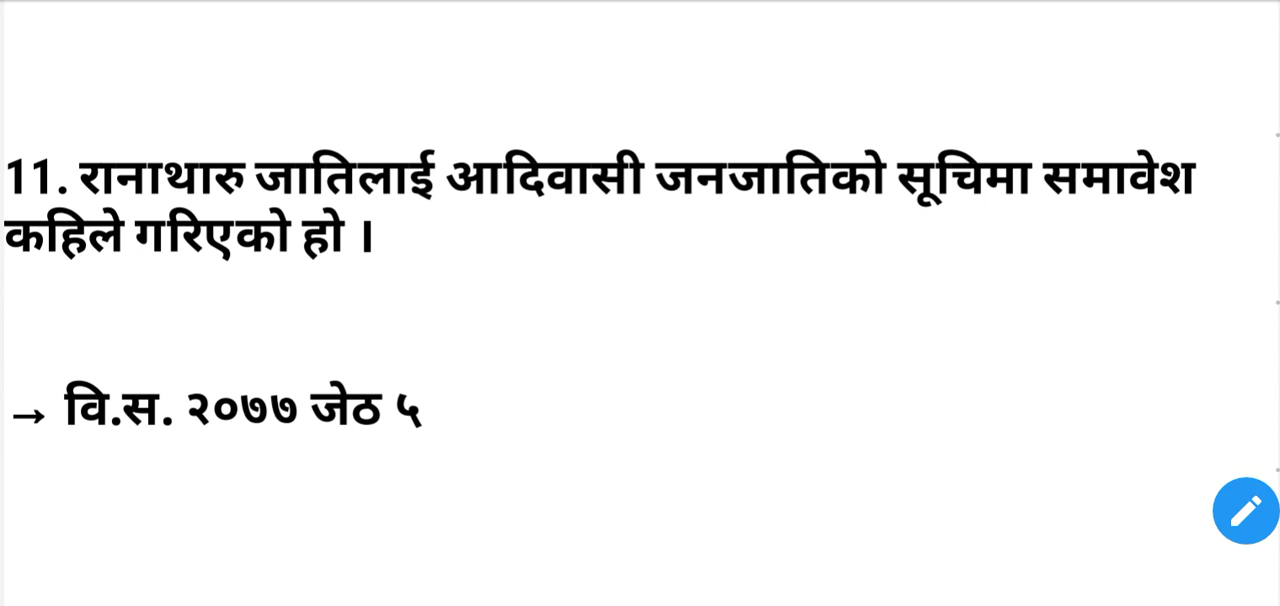 11. रानाथारु जातिलाई आदिवासी जनजातिको सूचिमा समावेश
कहिले गरिएको हो ।
→ वि.स. २०७७ जेठ ५